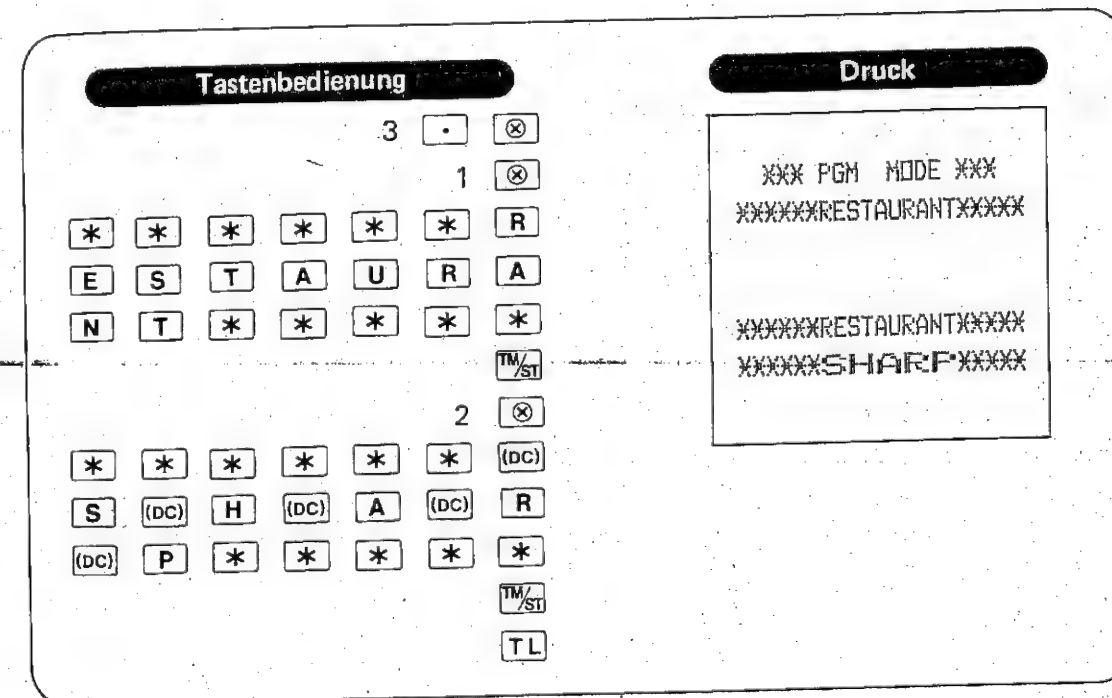 Tastenbedienung
3 · ⊗
1 ⊗
* * * * * * R
E S T A U R A
N T * * * * *
TM/ST
2 ⊗
* * * * * * (DC)
S (DC) H (DC) A (DC) R
(DC) P * * * * *
TM/ST
TL
Druck
*** PGM MODE ***
******RESTAURANT*****
******RESTAURANT*****
******SHARP*****